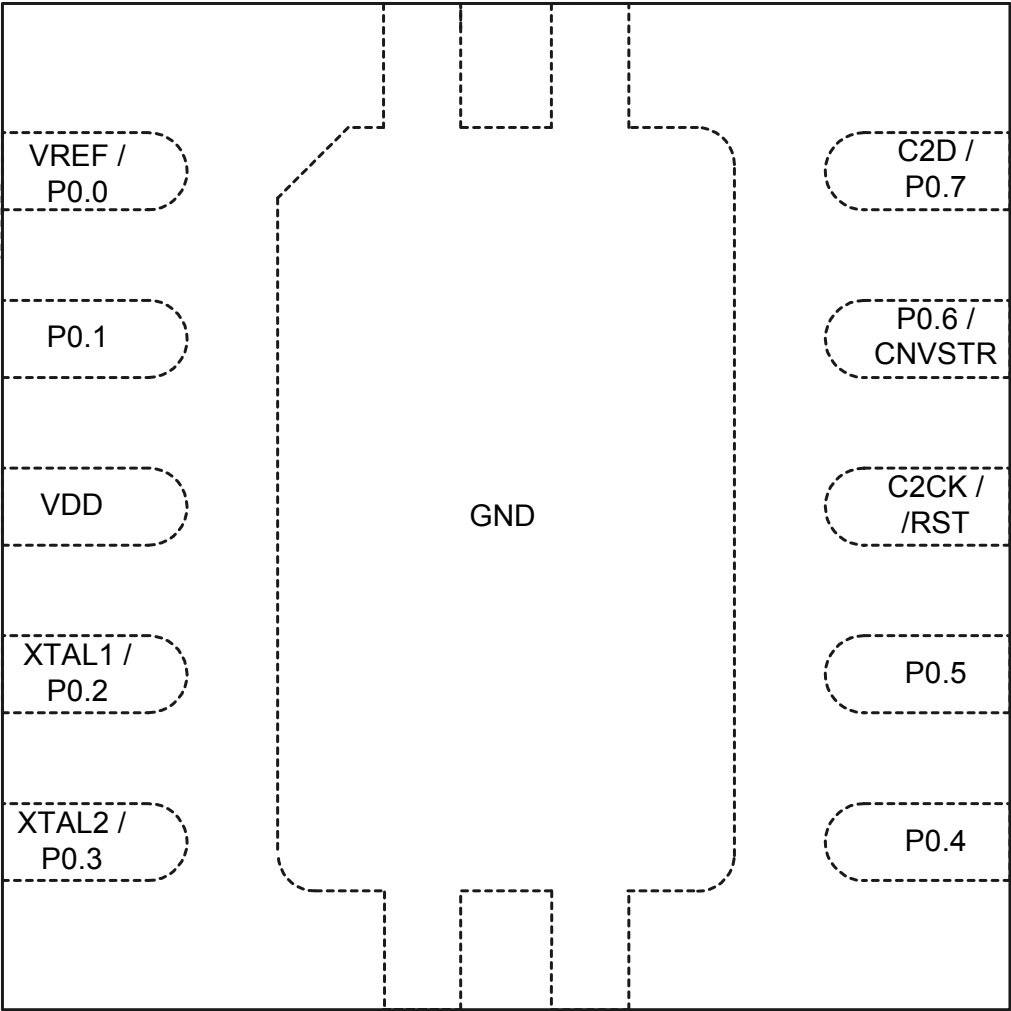 VREF /
P0.0
P0.1
VDD
XTAL1 /
P0.2
XTAL2 /
P0.3
GND
C2D /
P0.7
P0.6 /
CNVSTR
C2CK /
/RST
P0.5
P0.4